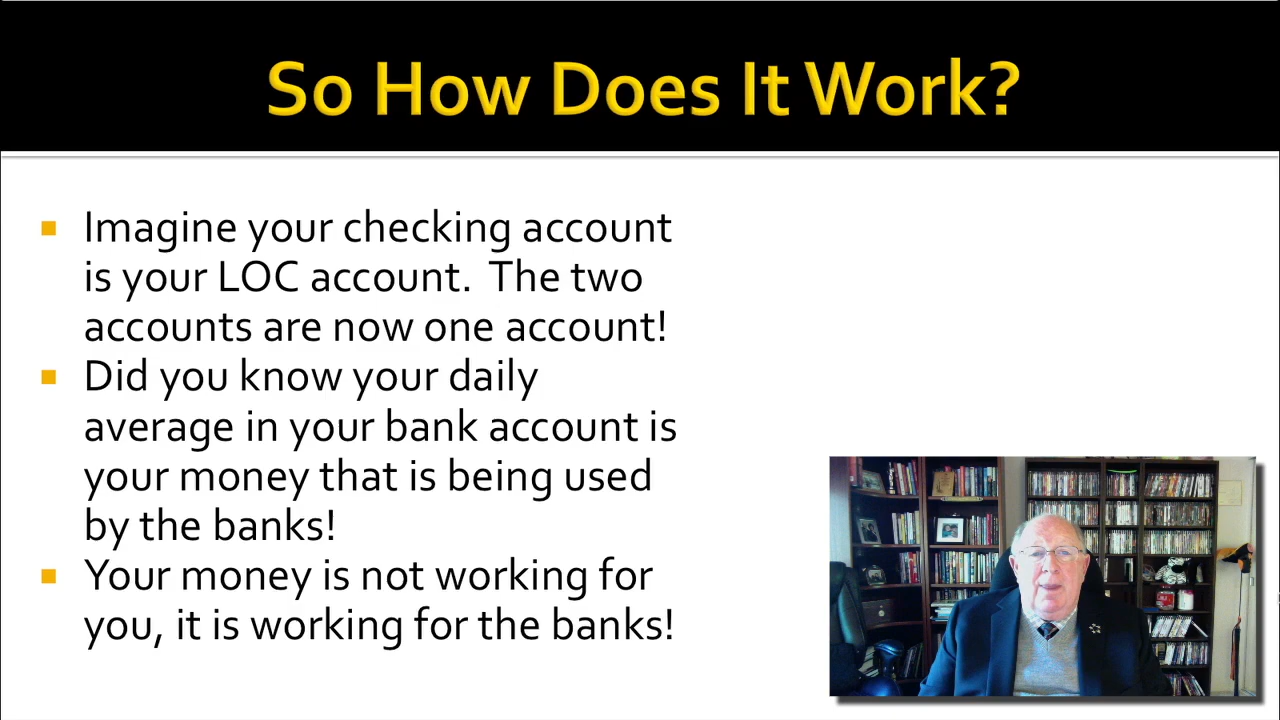 So How Does It Work?
Imagine your checking account
is your LOC account.  The two
accounts are now one account!
Did you know your daily
average in your bank account is
your money that is being used
by the banks!
Your money is not working for
you, it is working for the banks!